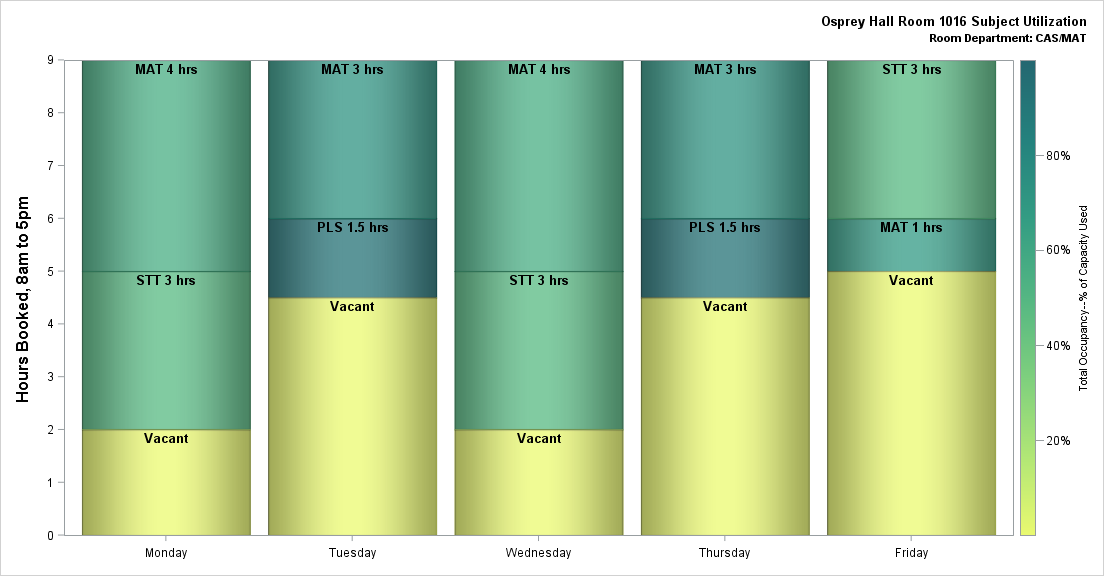 Osprey Hall Room 1016 Subject Utilization
Room Department: CAS/MAT
Hours Booked, 8am to 5pm
9
8
7
6
5
4
3
2
1
0
MAT 4 hrs
STT 3 hrs
Vacant
Monday
MAT 3 hrs
PLS 1.5 hrs
Vacant
Tuesday
MAT 4 hrs
STT 3 hrs
Vacant
Wednesday
MAT 3 hrs
PLS 1.5 hrs
Vacant
Thursday
STT 3 hrs
MAT 1 hrs
Vacant
Friday
80%
60%
40%
20%
Total Occupancy--% of Capacity Used